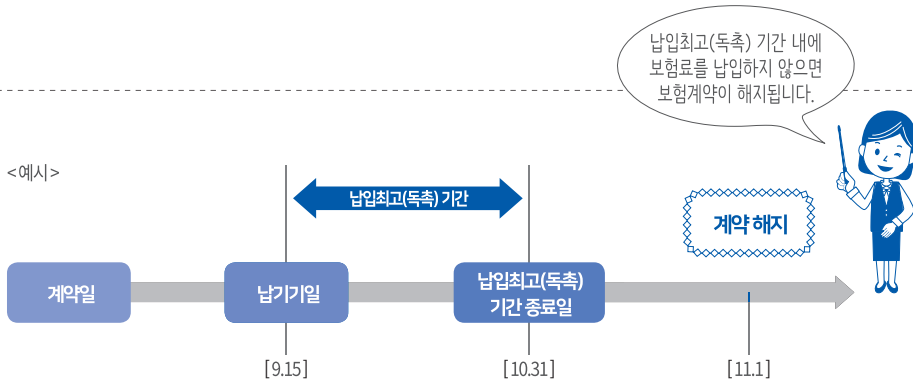 납입최고(독촉) 기간 내에
보험료를 납입하지 않으면
보험계약이 해지됩니다.
<예시>
납입최고(독촉) 기간
계약 해지
계약일
납기기일
납입최고(독촉)
기간 종료일
[9.15]
[10.31]
[11.1]